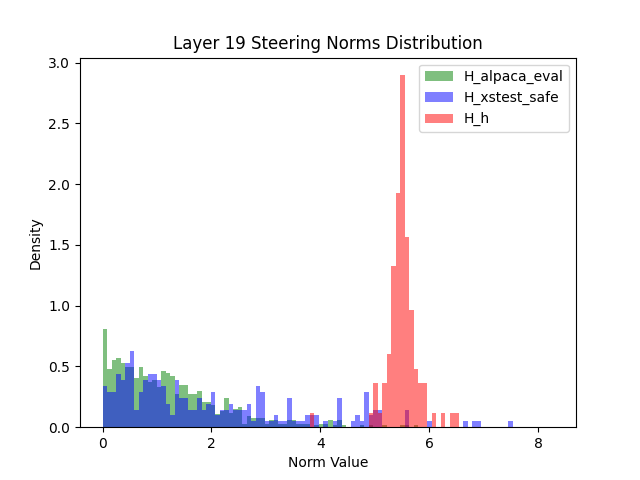 Layer 19 Steering Norms Distribution
3.0
2.5
2.0
1.5
1.0
0.5
0.0
Density
H_alpaca_eval
H_xstest_safe
H_h
0 2 4 6 8
Norm Value